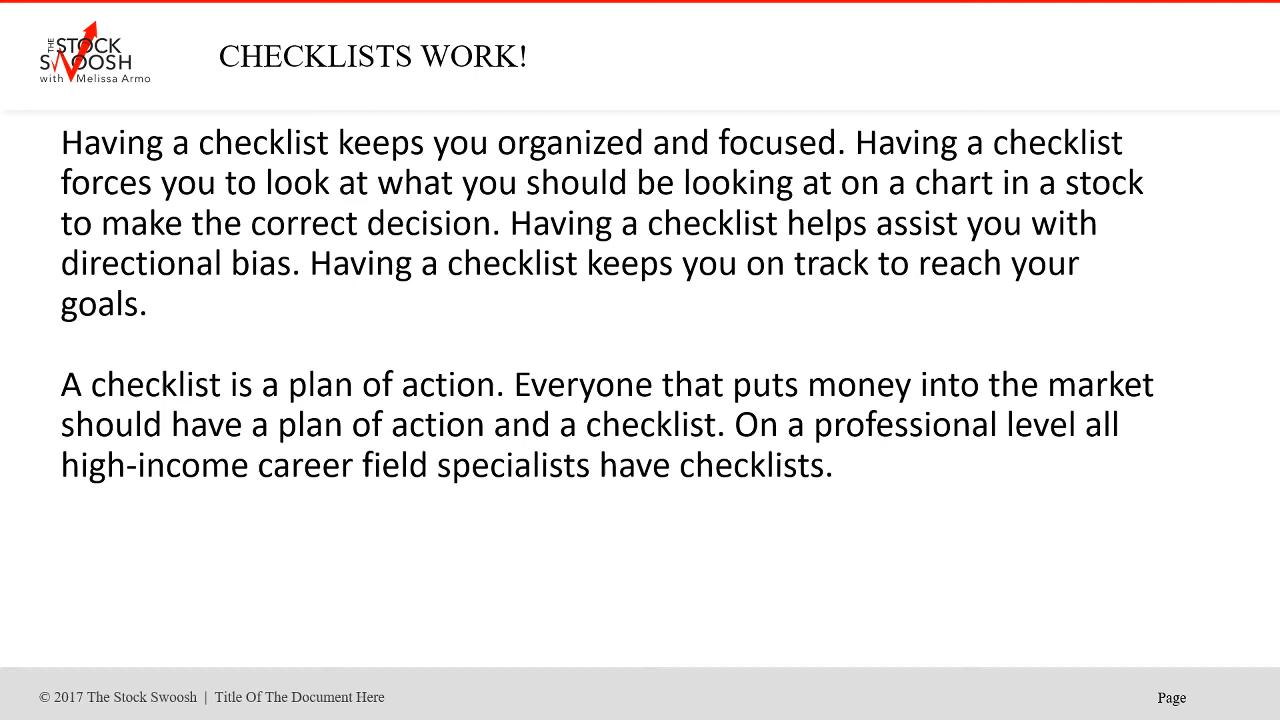 THE
STOCK
SWOOSH
with Melissa Armo
CHECKLISTS WORK!
Having a checklist keeps you organized and focused. Having a checklist
forces you to look at what you should be looking at on a chart in a stock
to make the correct decision. Having a checklist helps assist you with
directional bias. Having a checklist keeps you on track to reach your
goals.
A checklist is a plan of action. Everyone that puts money into the market
should have a plan of action and a checklist. On a professional level all
high-income career field specialists have checklists.
© 2017 The Stock Swoosh | Title Of The Document Here
Page